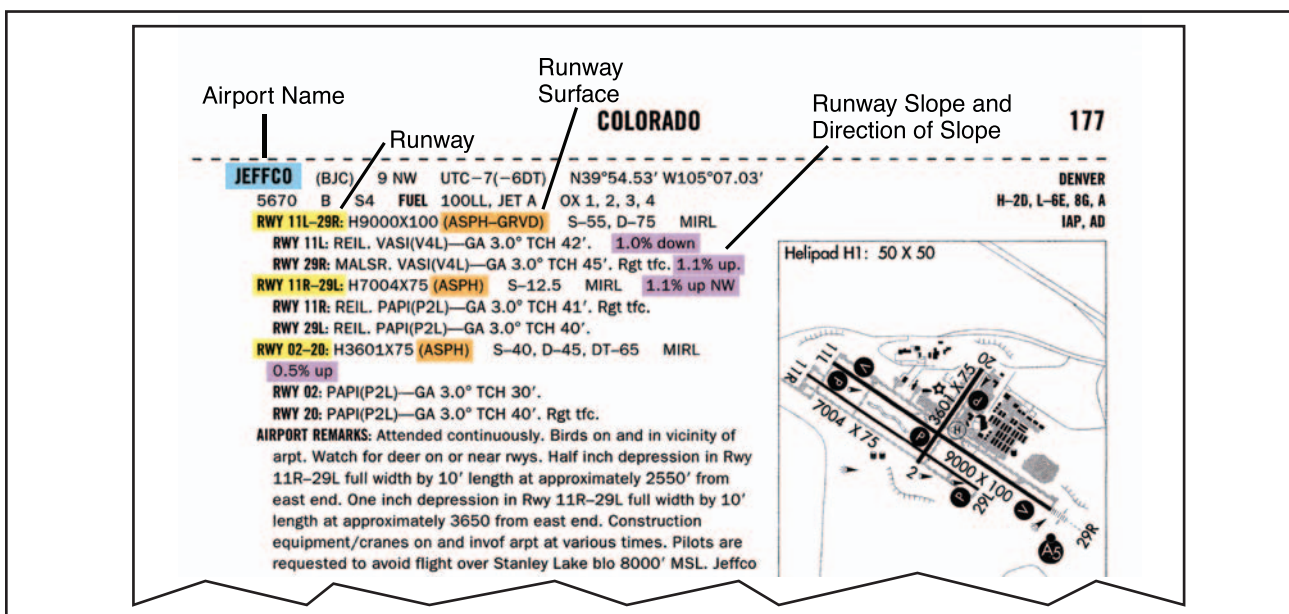 Airport Name
Runway
Runway
Surface
Runway Slope and
Direction of Slope
COLORADO 177
JEFFCO (BJC) 9 NW UTC–7(–6DT) N39°54.53' W105°07.03' DENVER
5670 B S4 FUEL 100LL, JET A OX 1, 2, 3, 4 H–2D, L–6E, 8G, A
RWY 11L–29R: H9000X100 (ASPH–GRVD) S–55, D–75 MIRL IAP, AD
RWY 11L: REIL. VASI(V4L)—GA 3.0° TCH 42'. 1.0% down
RWY 29R: MALSR. VASI(V4L)—GA 3.0° TCH 45'. Rgt tfc. 1.1% up.
RWY 11R–29L: H7004X75 (ASPH) S–12.5 MIRL 1.1% up NW
RWY 11R: REIL. PAPI(P2L)—GA 3.0° TCH 41'. Rgt tfc.
RWY 29L: REIL. PAPI(P2L)—GA 3.0° TCH 40'.
RWY 02–20: H3601X75 (ASPH) S–40, D–45, DT–65 MIRL
0.5% up
RWY 02: PAPI(P2L)—GA 3.0° TCH 30'.
RWY 20: PAPI(P2L)—GA 3.0° TCH 40'. Rgt tfc.
AIRPORT REMARKS: Attended continuously. Birds on and in vicinity of
arpt. Watch for deer on or near rwys. Half inch depression in Rwy
11R–29L full width by 10' length at approximately 2550' from
east end. One inch depression in Rwy 11R–29L full width by 10'
length at approximately 3650 from east end. Construction
equipment/cranes on and invof arpt at various times. Pilots are
requested to avoid flight over Stanley Lake blo 8000' MSL. Jeffco
Helipad H1: 50 X 50
11L
11R
20
V
P
3601 X 75
P
7004 X 75
P
H
9000 X 100
2
P
29L
V
29R
A5